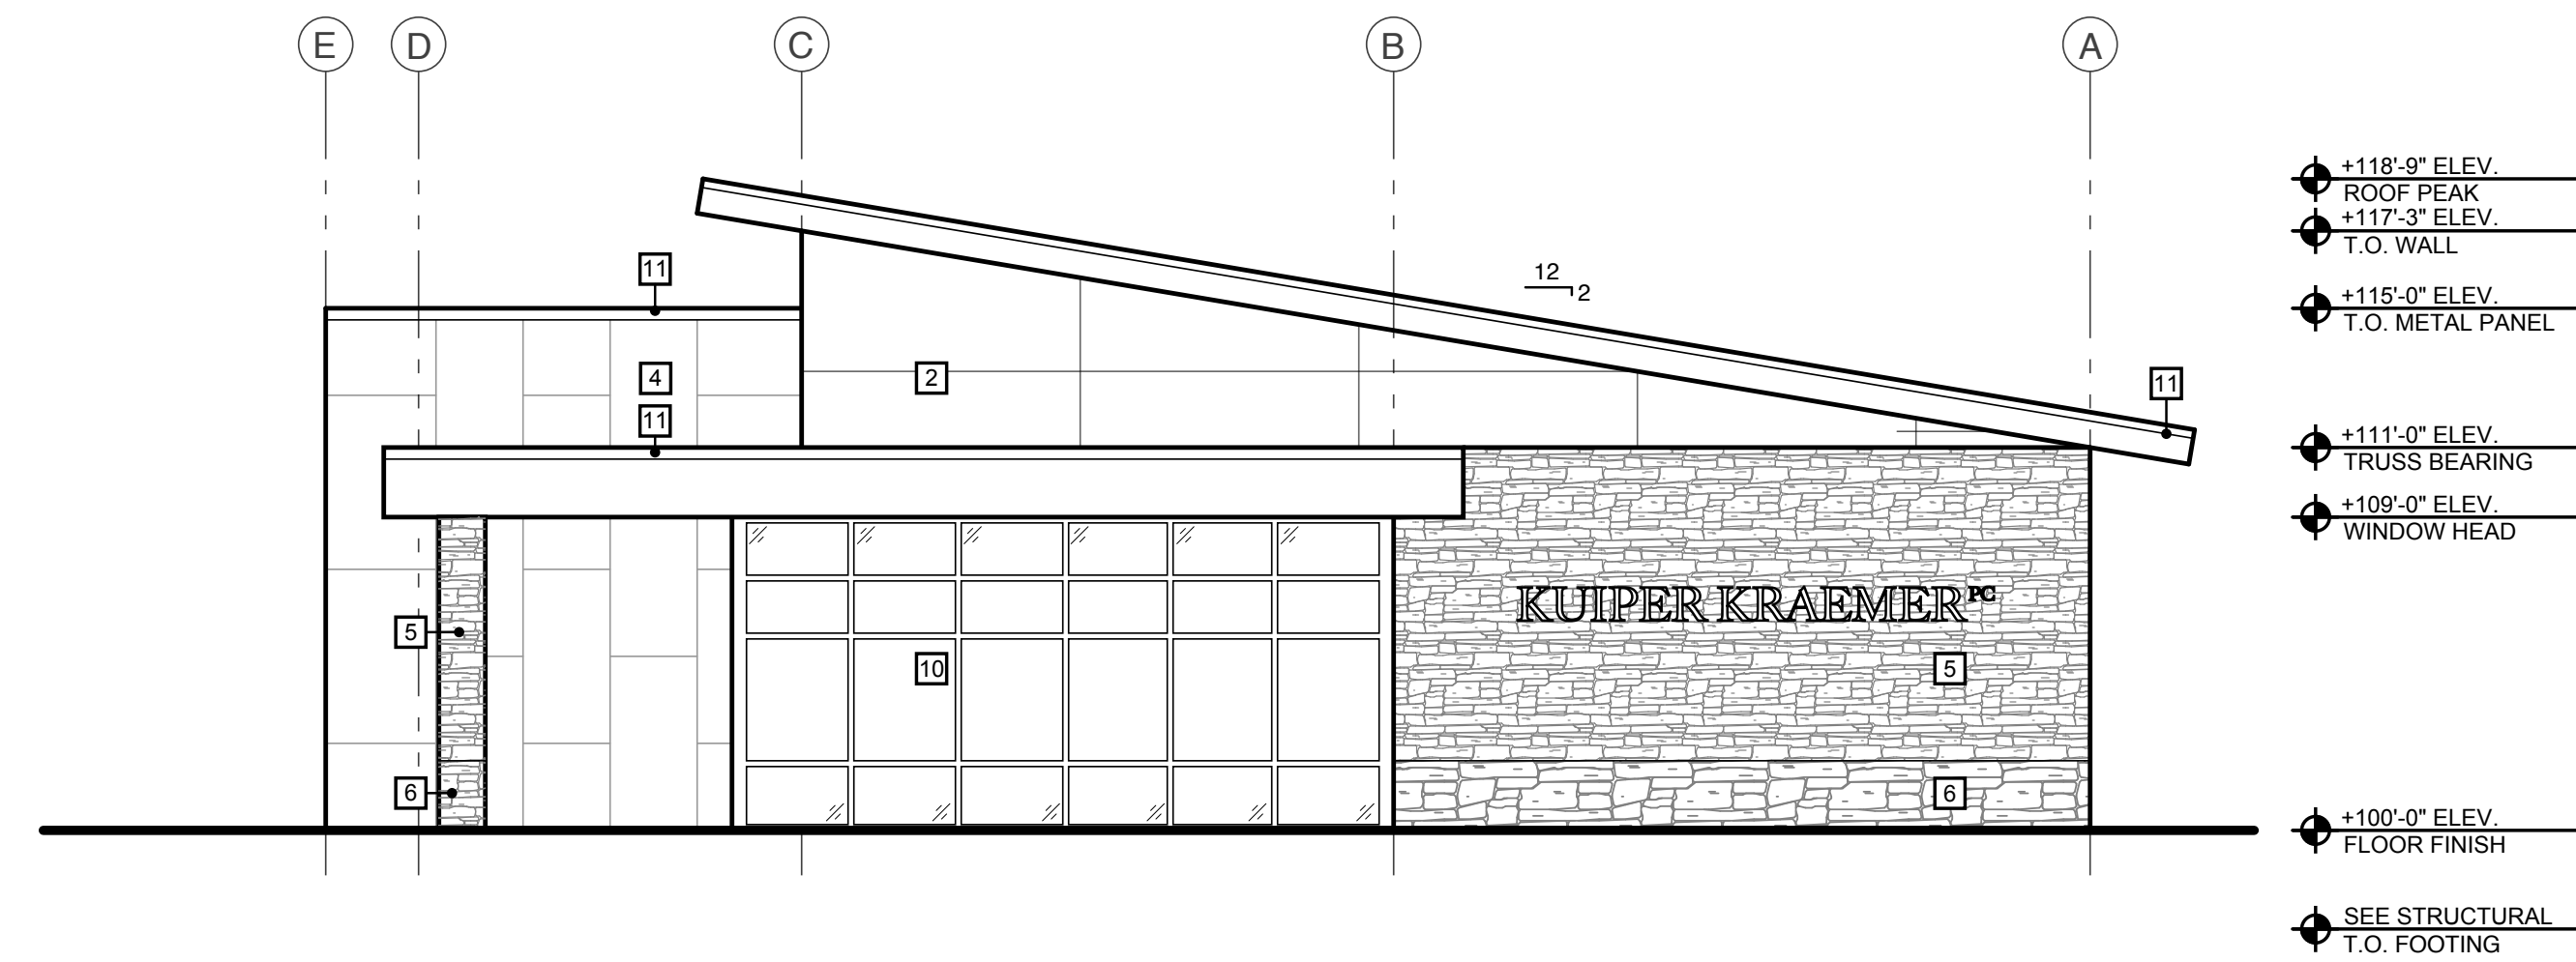 E D C B A
+118'-9" ELEV.
ROOF PEAK
+117'-3" ELEV.
T.O. WALL
11
12
2
+115'-0" ELEV.
T.O. METAL PANEL
4
2
11
11
+111'-0" ELEV.
TRUSS BEARING
+109'-0" ELEV.
WINDOW HEAD
KUIPER KRAEMER PC
5
10
5
6
6
+100'-0" ELEV.
FLOOR FINISH
SEE STRUCTURAL
T.O. FOOTING